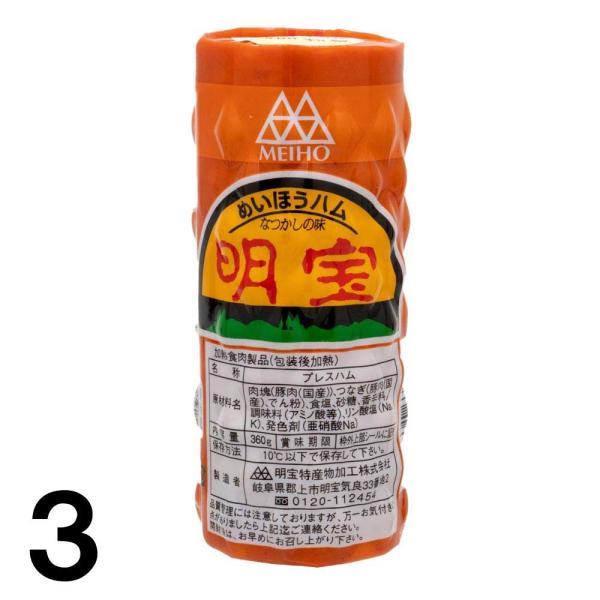 MEIHO
めいほうハム
なつかしの味
明宝
加熱食肉製品(包装後加熱)
名称 プレスハム
原材料名 肉塊(豚肉(国産))、つなぎ(豚肉(国
産)、でん粉)、食塩、砂糖、香辛料/
調味料(アミノ酸等)、リン酸塩(Na、
K)、発色剤(亜硝酸Na)
内容量 360g 賞味期限 枠外上部シールに
保存方法 10℃以下で保存して下さい。
製造者 明宝特産物加工株式会社
岐阜県郡上市明宝気良33番地2
0120-112454
品質管理には注意しておりますが、万一お気付き
点がありましたら上記迄ご連絡ください。
開封後は、お早めにお召し上がり下さい。
3